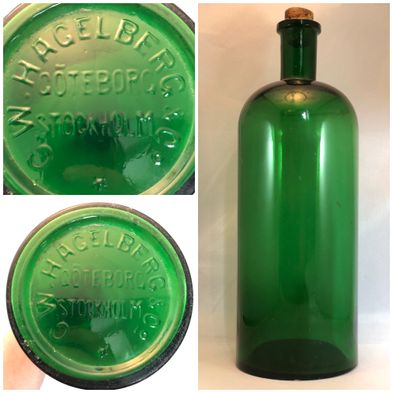 C. W. HAGELBERG & Co.
GÖTEBORG
STOCKHOLM
C. W. HAGELBERG & Co.
GÖTEBORG
STOCKHOLM